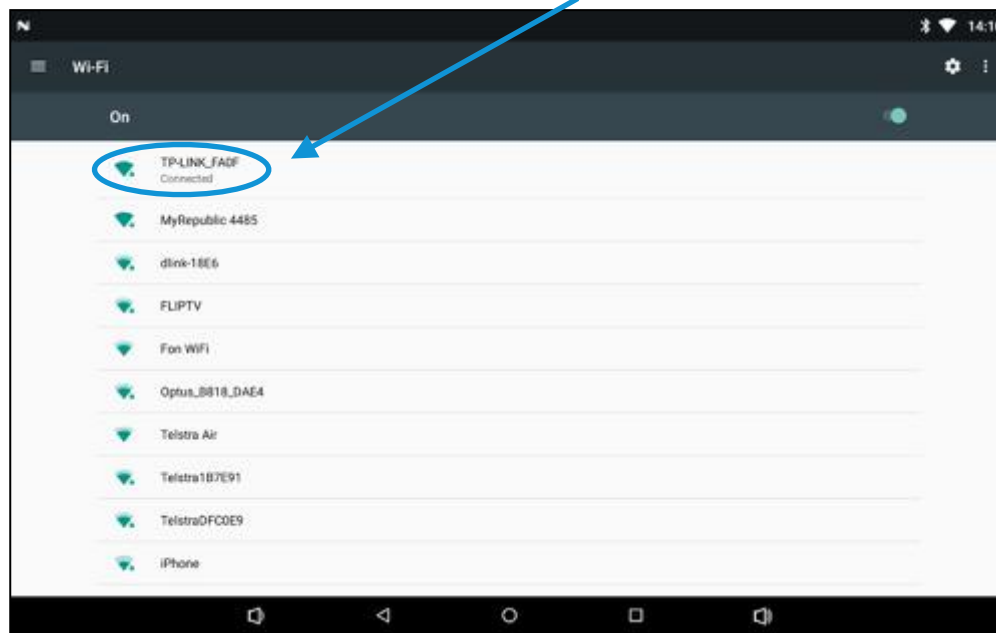 14:10
Wi-Fi
On
TP-LINK_FA0F
Connected
MyRepublic 4485
dlink-18E6
FLIPTV
Fon WiFi
Optus_B818_DAE4
Telstra Air
Telstra1B7E91
TelstraDFC0E9
iPhone